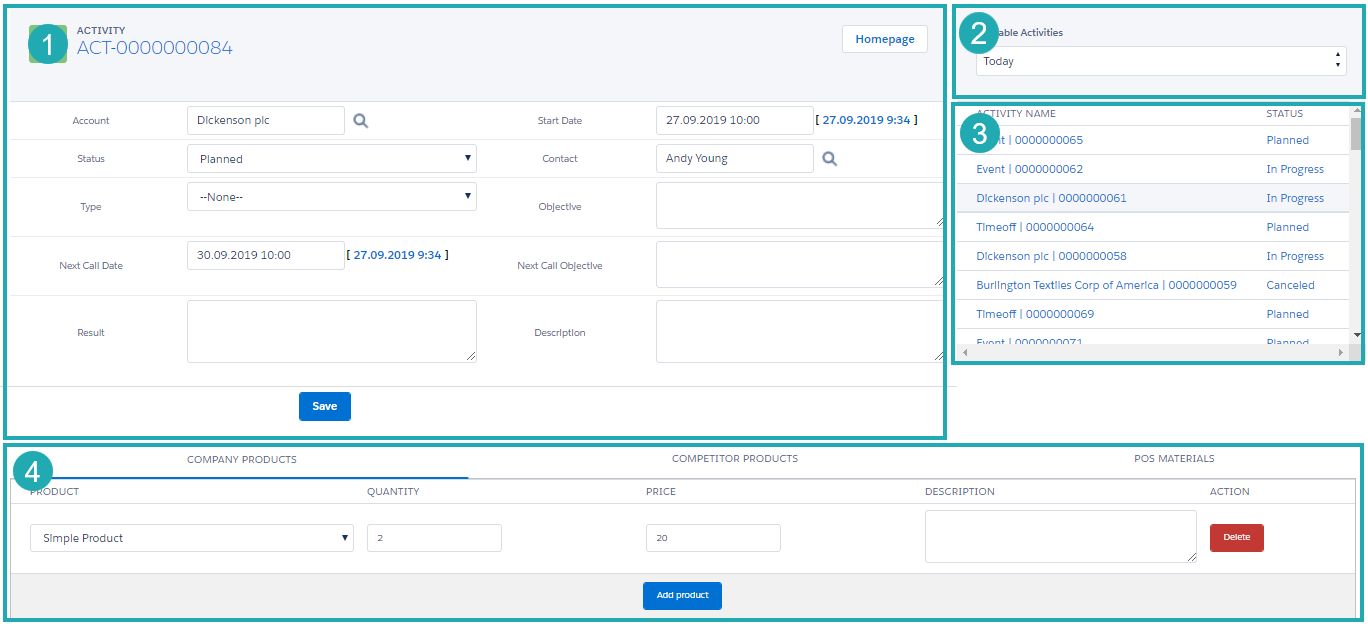 1
ACTIVITY
ACT-0000000084
Homepage
Account
Dickenson plc
Start Date
27.09.2019 10:00
[ 27.09.2019 9:34 ]
Status
Planned
Contact
Andy Young
Type
--None--
Objective
Next Call Date
30.09.2019 10:00
[ 27.09.2019 9:34 ]
Next Call Objective
Result
Description
Save
2
able Activities
Today
3
ACTIVITY NAME STATUS
nt | 0000000065 Planned
Event | 0000000062 In Progress
Dickenson plc | 0000000061 In Progress
Timeoff | 0000000064 Planned
Dickenson plc | 0000000058 In Progress
Burlington Textiles Corp of America | 0000000059 Canceled
Timeoff | 0000000069 Planned
Event | 0000000071 Planned
4
COMPANY PRODUCTS COMPETITOR PRODUCTS POS MATERIALS
PRODUCT QUANTITY PRICE DESCRIPTION ACTION
Simple Product 2 20 Delete
Add product